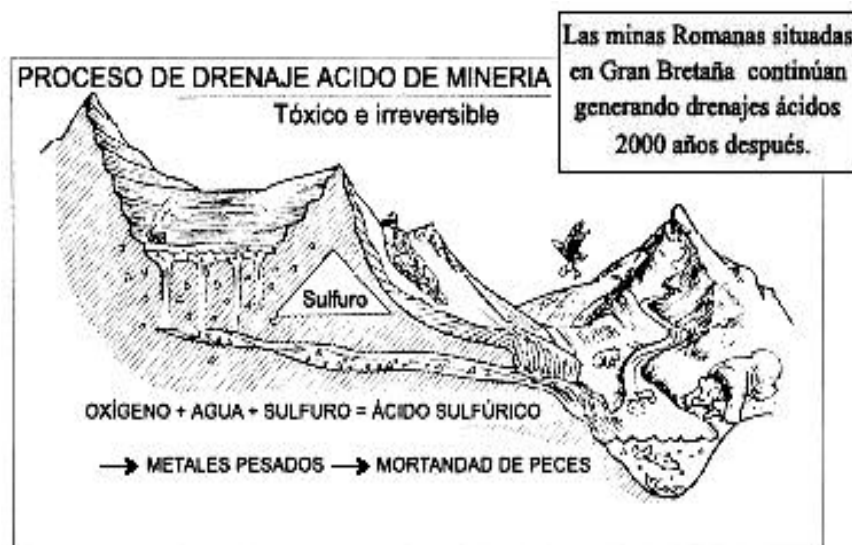 Las minas Romanas situadas
en Gran Bretaña continúan
generando drenajes ácidos
2000 años después.
PROCESO DE DRENAJE ACIDO DE MINERIA
Tóxico e irreversible
Sulfuro
OXÍGENO + AGUA + SULFURO = ÁCIDO SULFÚRICO
→ METALES PESADOS → MORTANDAD DE PECES